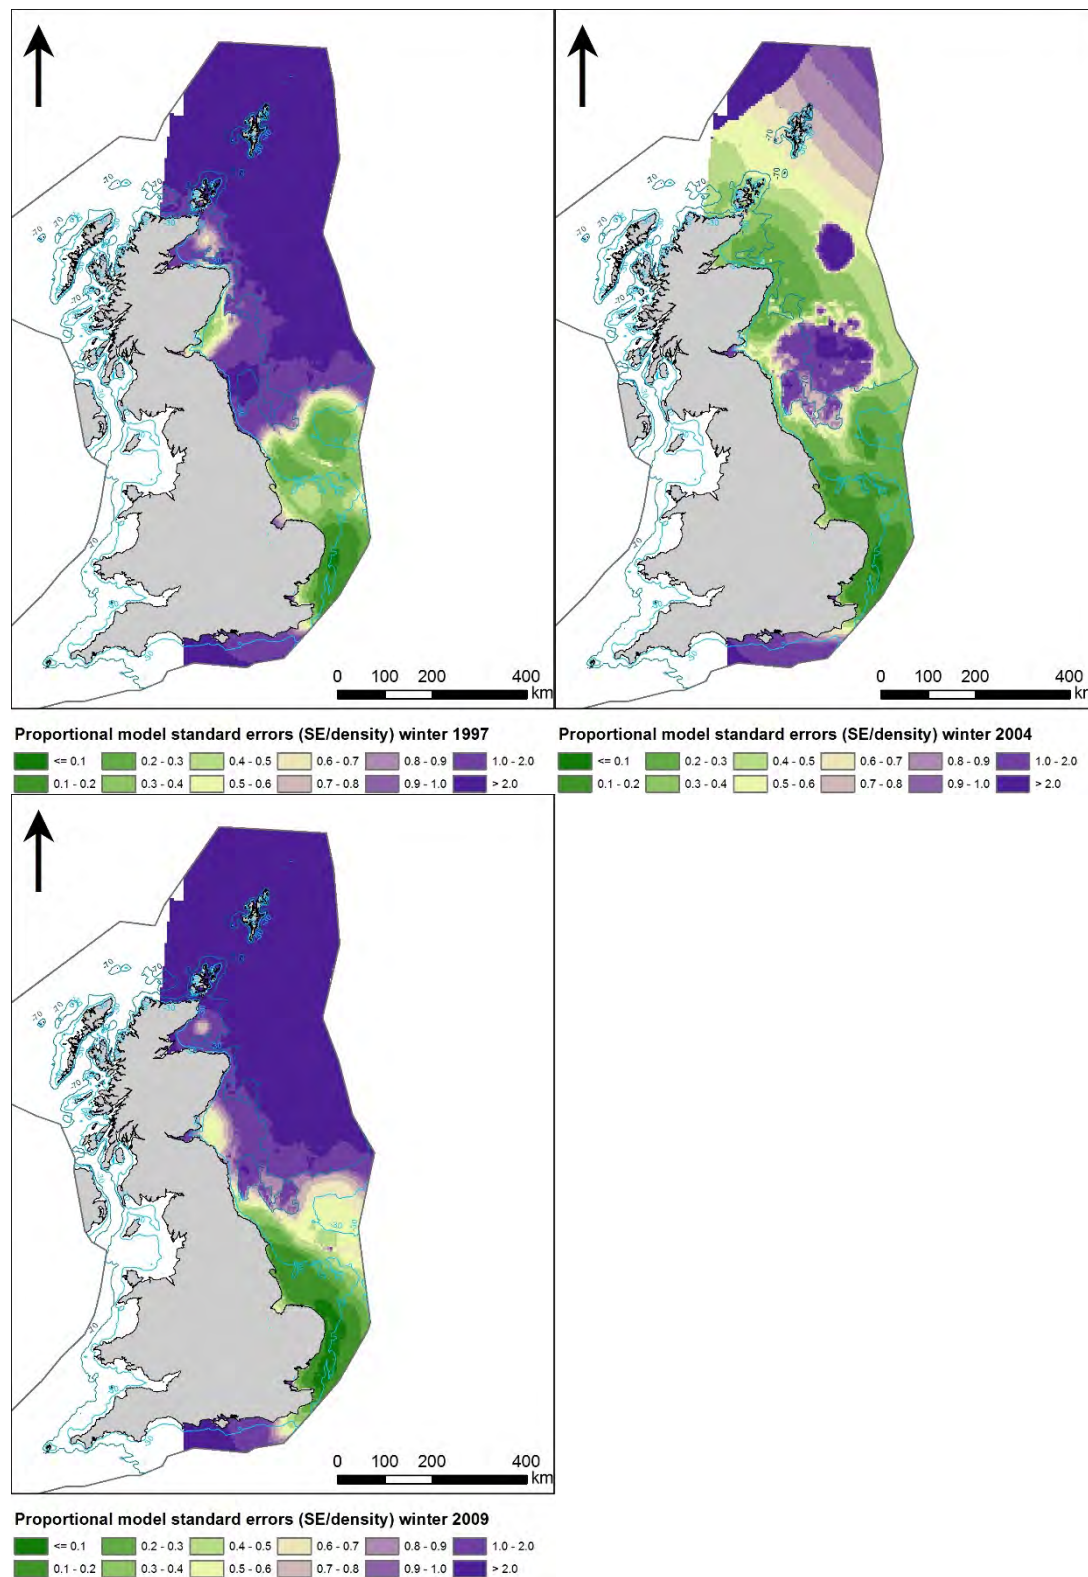 0 100 200 400
km
0 100 200 400
km
Proportional model standard errors (SE/density) winter 1997
<= 0.1 0.2 - 0.3 0.4 - 0.5 0.6 - 0.7 0.8 - 0.9 1.0 - 2.0
0.1 - 0.2 0.3 - 0.4 0.5 - 0.6 0.7 - 0.8 0.9 - 1.0 > 2.0
Proportional model standard errors (SE/density) winter 2004
<= 0.1 0.2 - 0.3 0.4 - 0.5 0.6 - 0.7 0.8 - 0.9 1.0 - 2.0
0.1 - 0.2 0.3 - 0.4 0.5 - 0.6 0.7 - 0.8 0.9 - 1.0 > 2.0
0 100 200 400
km
Proportional model standard errors (SE/density) winter 2009
<= 0.1 0.2 - 0.3 0.4 - 0.5 0.6 - 0.7 0.8 - 0.9 1.0 - 2.0
0.1 - 0.2 0.3 - 0.4 0.5 - 0.6 0.7 - 0.8 0.9 - 1.0 > 2.0